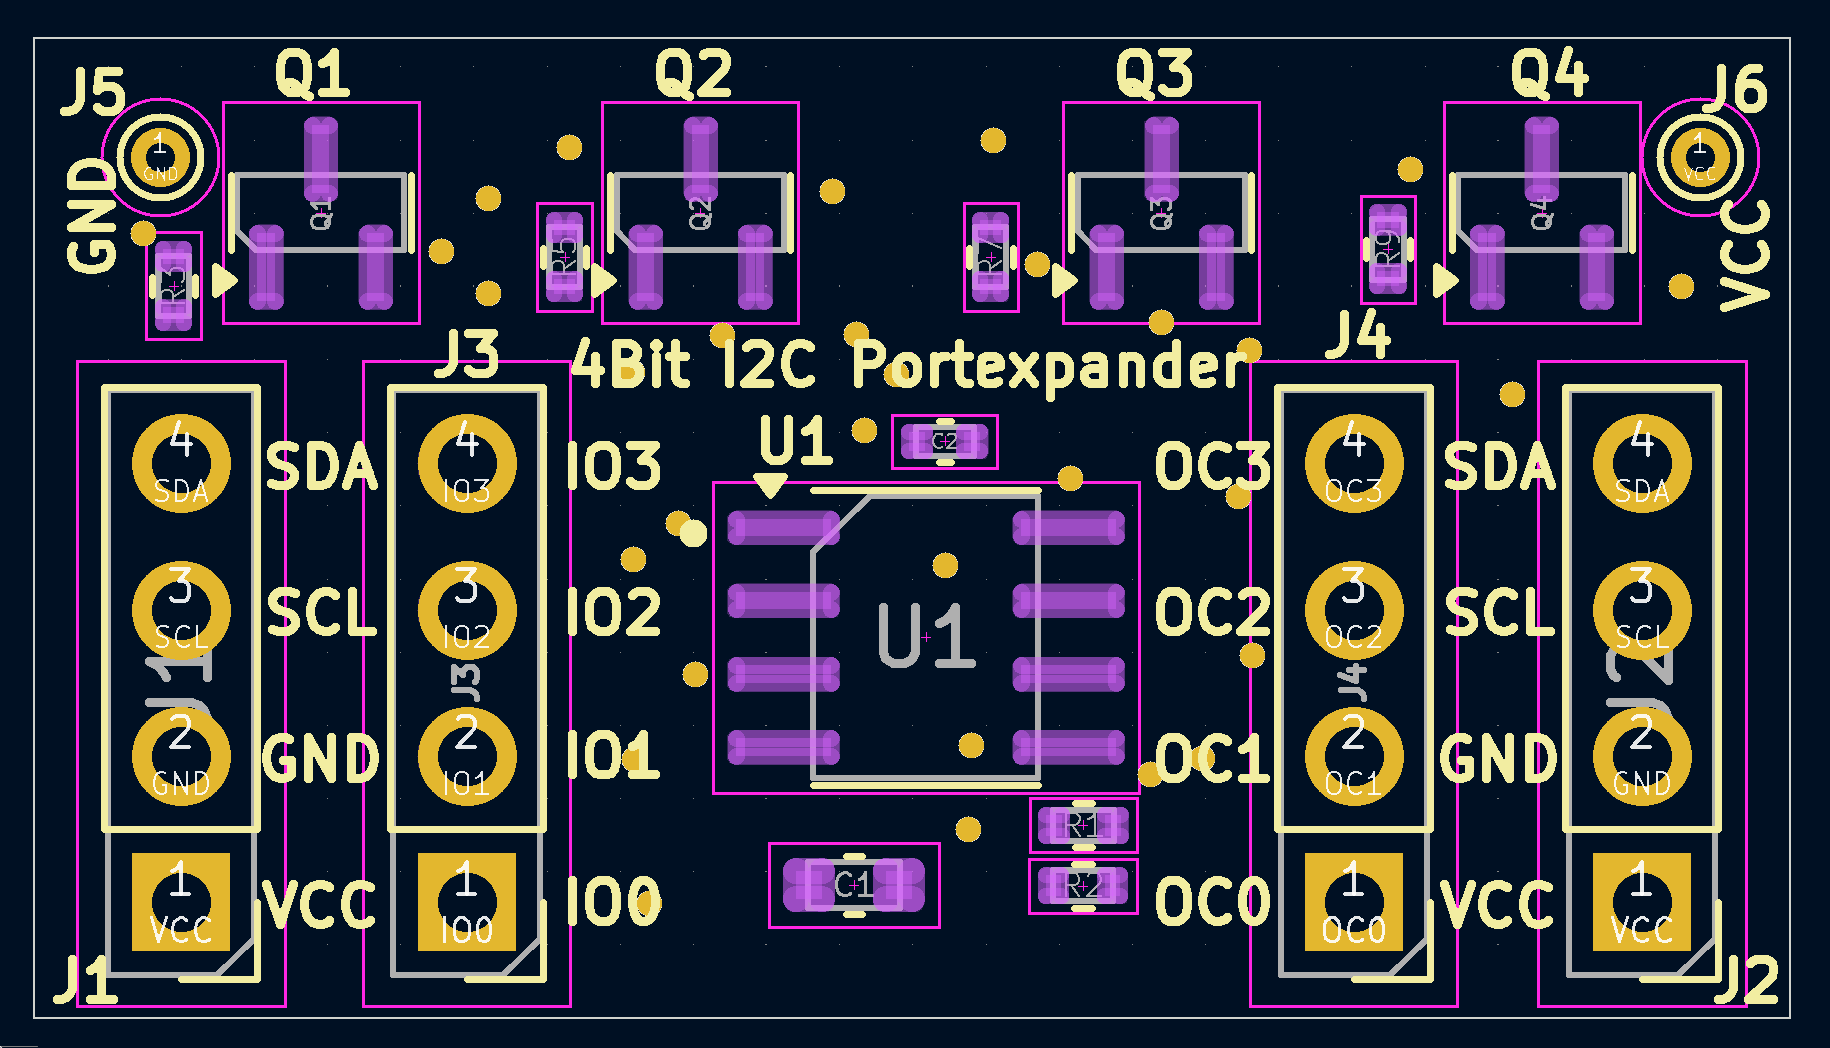 J5 Q1 Q2 Q3 Q4 J6
1 GND
1 VCC
GND
VCC
Q1 Q2 Q3 Q4
R3 R5 R7 R9
J3 4Bit I2C Portexpander J4
U1 C2
4 SDA SDA 4 IO3 IO3 OC3 4 OC3 SDA 4 SDA
3 SCL SCL 3 IO2 IO2 U1 OC2 3 OC2 SCL 3 SCL
J1 J3 J4 J2
2 GND GND 2 IO1 IO1 OC1 2 OC1 GND 2 GND
R1
C1 R2
1 VCC VCC 1 IO0 IO0 OC0 1 OC0 VCC 1 VCC
J1 J2